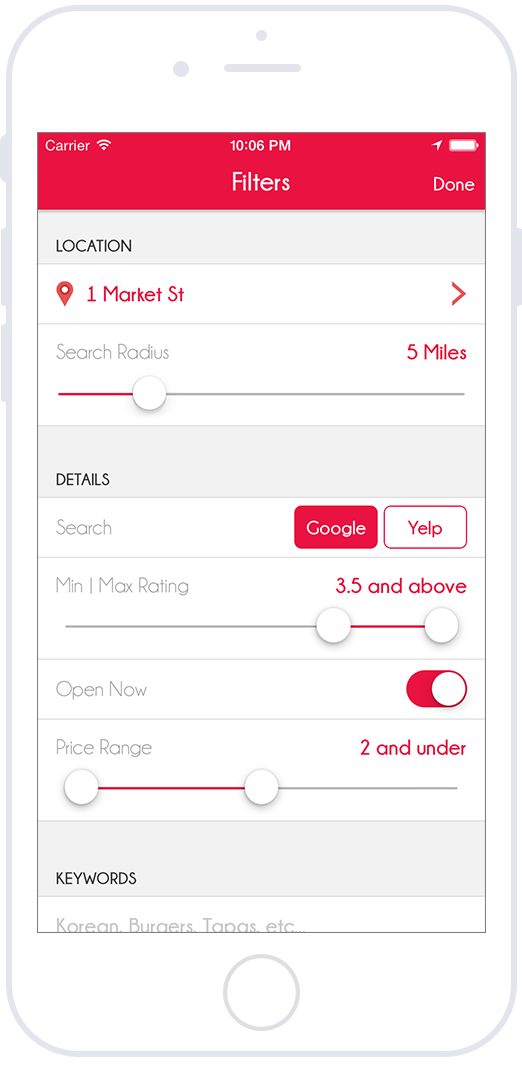 Carrier 10:06 PM
Filters Done
LOCATION
1 Market St
Search Radius 5 Miles
DETAILS
Search Google Yelp
Min | Max Rating 3.5 and above
Open Now
Price Range 2 and under
KEYWORDS
Korean, Burgers, Tapas, etc...